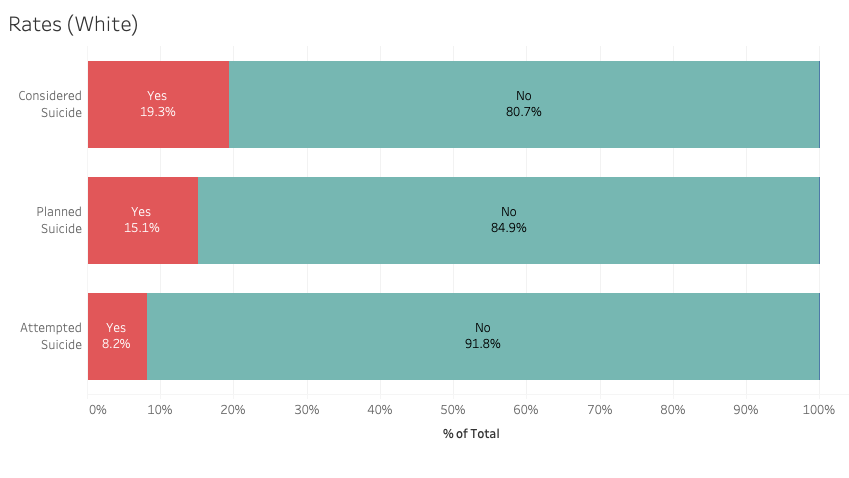 Rates (White)
Considered
Suicide
Yes
19.3%
No
80.7%
Planned
Suicide
Yes
15.1%
No
84.9%
Attempted
Suicide
Yes
8.2%
No
91.8%
0% 10% 20% 30% 40% 50% 60% 70% 80% 90% 100%
% of Total